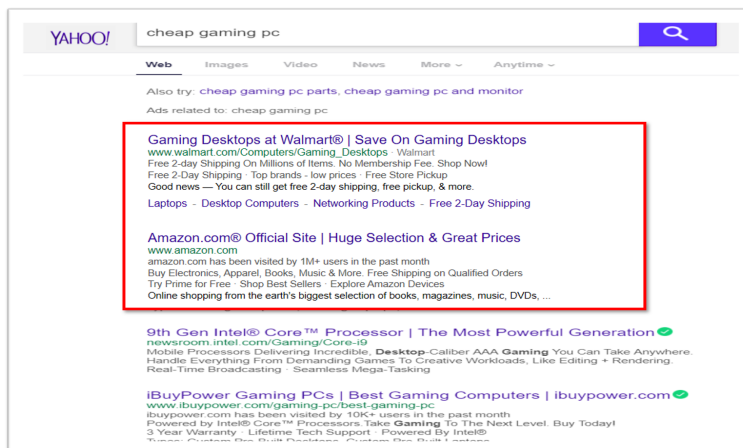 YAHOO!
cheap gaming pc
Web Images Video News More Anytime
Also try: cheap gaming pc parts, cheap gaming pc and monitor
Ads related to: cheap gaming pc
Gaming Desktops at Walmart® | Save On Gaming Desktops
www.walmart.com/Computers/Gaming_Desktops · Walmart
Free 2-day Shipping On Millions of Items. No Membership Fee. Shop Now!
Free 2-Day Shipping · Top brands - low prices · Free Store Pickup
Good news — You can still get free 2-day shipping, free pickup, & more.
Laptops - Desktop Computers - Networking Products - Free 2-Day Shipping
Amazon.com® Official Site | Huge Selection & Great Prices
www.amazon.com
amazon.com has been visited by 1M+ users in the past month
Buy Electronics, Apparel, Books, Music & More. Free Shipping on Qualified Orders
Try Prime for Free · Shop Best Sellers · Explore Amazon Devices
Online shopping from the earth's biggest selection of books, magazines, music, DVDs, ...
9th Gen Intel® Core™ Processor | The Most Powerful Generation
newsroom.intel.com/Gaming/Core-i9
Mobile Processors Delivering Incredible, Desktop-Caliber AAA Gaming You Can Take Anywhere.
Handle Everything From Demanding Games To Creative Workloads, Like Editing + Rendering.
Real-Time Broadcasting · Seamless Mega-Tasking
iBuyPower Gaming PCs | Best Gaming Computers | ibuypower.com
www.ibuypower.com/gaming-pc/best-gaming-pc
ibuypower.com has been visited by 10K+ users in the past month
Powered by Intel® Core™ Processors.Take Gaming To The Next Level. Buy Today!
3 Year Warranty · Lifetime Tech Support · Powered By Intel®
Types: Custom Pre-Built Desktops, Custom Pre-Built Laptops